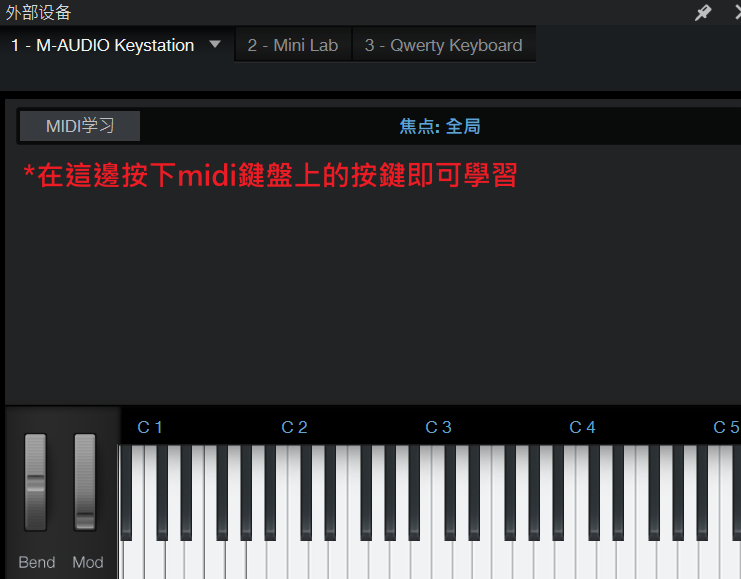 外部设备
1 - M-AUDIO Keystation 2 - Mini Lab 3 - Qwerty Keyboard
MIDI学习 焦点: 全局
*在這邊按下midi鍵盤上的按鍵即可學習
C 1 C 2 C 3 C 4 C 5
Bend Mod